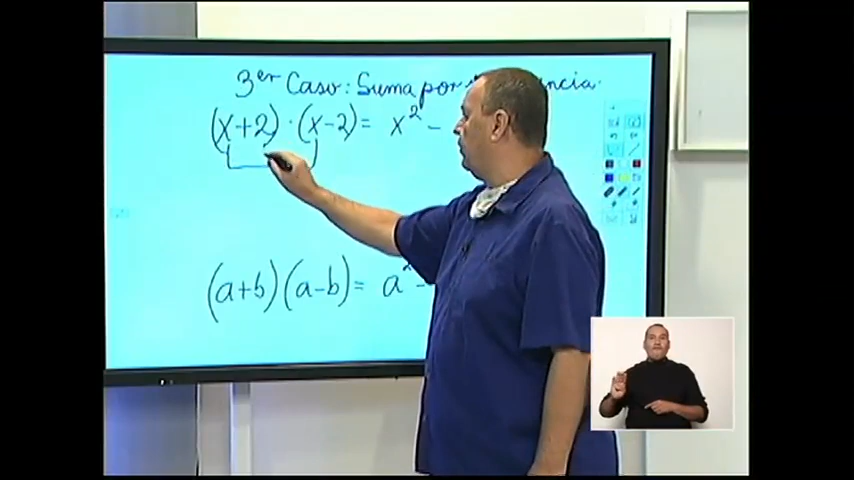 3er Caso: Suma por
(x+2)·(x-2)= x² -
(a+b)(a-b)= a² -